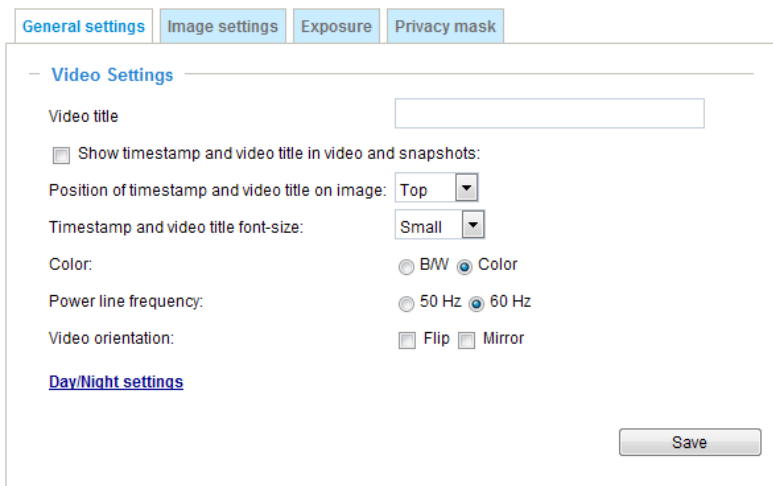 General settings Image settings Exposure Privacy mask
Video Settings
Video title
Show timestamp and video title in video and snapshots:
Position of timestamp and video title on image: Top
Timestamp and video title font-size: Small
Color: B/W Color
Power line frequency: 50 Hz 60 Hz
Video orientation: Flip Mirror
Day/Night settings
Save